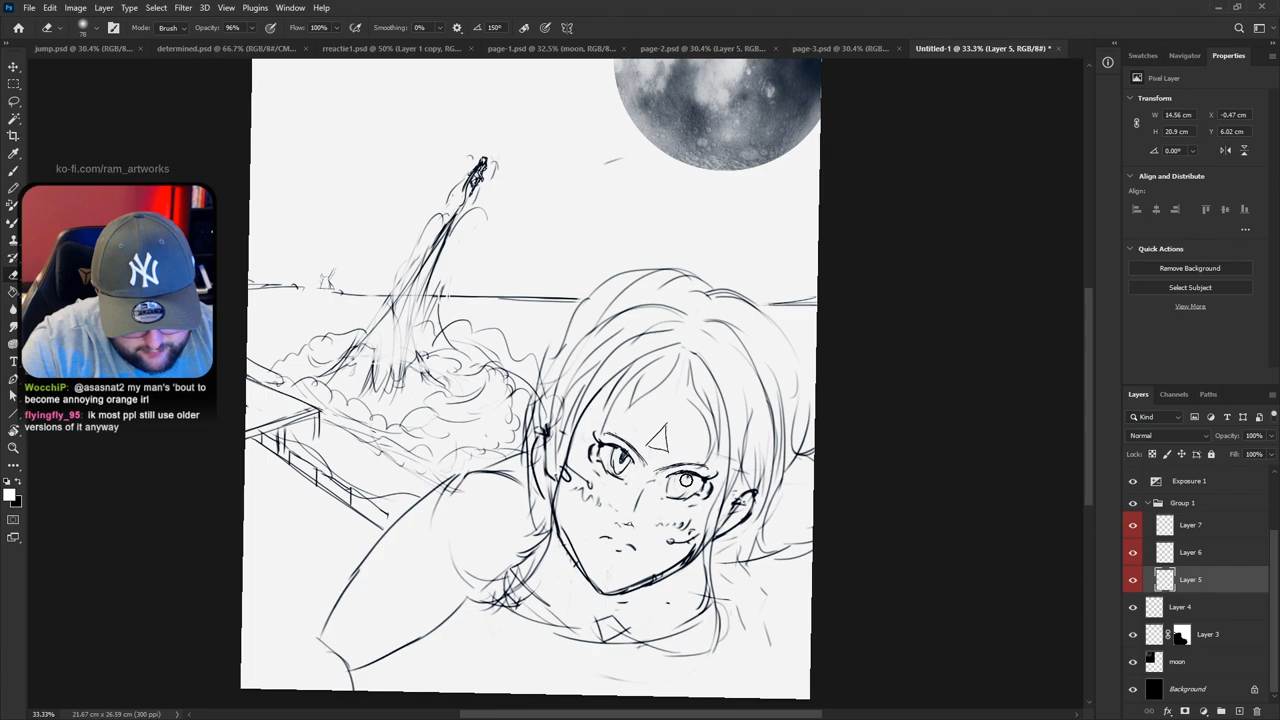 Ps File Edit Image Layer Type Select Filter 3D View Plugins Window Help
78 Mode: Brush Opacity: 96% Flow: 100% Smoothing: 0% 150°
jump.psd @ 30.4% (RGB/8... × determined.psd @ 66.7% (RGB/8#/CM... × rreactie1.psd @ 50% (Layer 1 copy, RG... × page-1.psd @ 32.5% (moon, RGB/8... × page-2.psd @ 30.4% (Layer 5, RGB... × page-3.psd @ 30.4% (RGB/8#... × Untitled-1 @ 33.3% (Layer 5, RGB/8#) * ×
ko-fi.com/ram_artworks
NY
WocchiP: @asasnat2 my man's 'bout to
become annoying orange irl
flyingfly_95: ik most ppl still use older
versions of it anyway
33.33% 21.67 cm x 26.59 cm (300 ppi)
Swatches Navigator Properties
Pixel Layer
Transform
W 14.56 cm X -0.47 cm
H 20.9 cm Y 6.02 cm
0.00°
Align and Distribute
Align:
Quick Actions
Remove Background
Select Subject
View More
Layers Channels Paths
Kind
Normal Opacity: 100%
Lock: Fill: 100%
Exposure 1
Group 1
Layer 7
Layer 6
Layer 5
Layer 4
Layer 3
moon
Background
fx